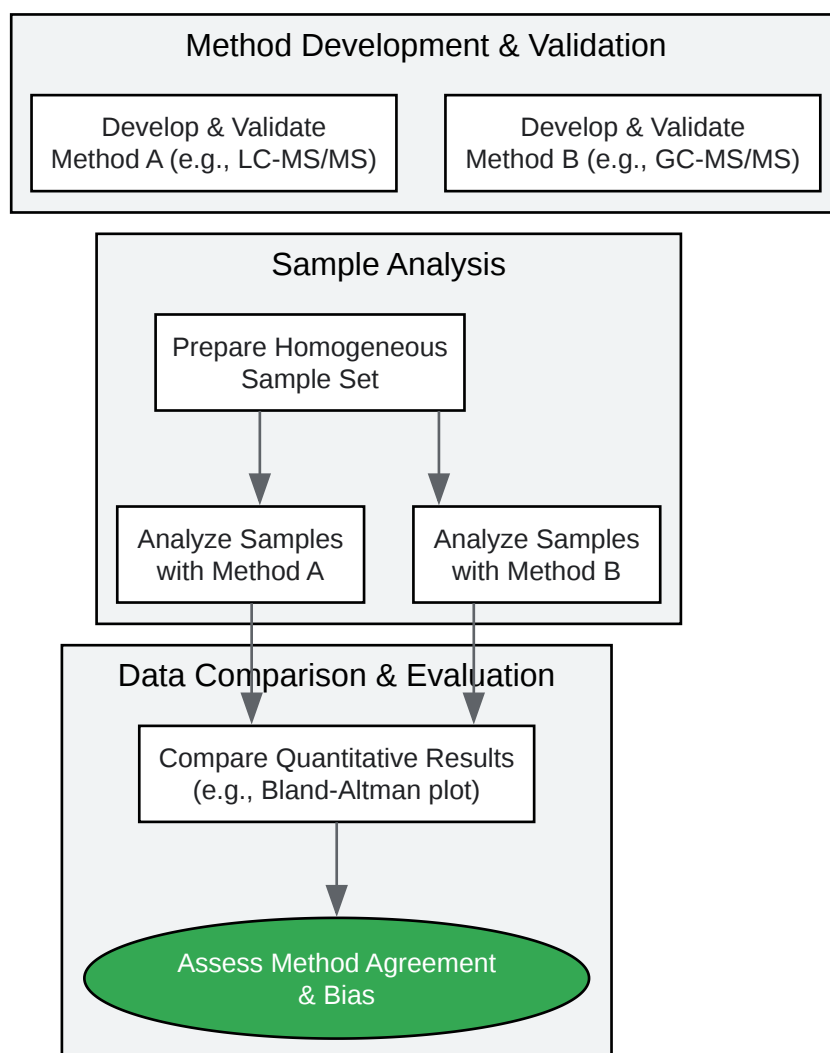 Method Development & Validation
Develop & Validate
Method A (e.g., LC-MS/MS)
Develop & Validate
Method B (e.g., GC-MS/MS)
Sample Analysis
Prepare Homogeneous
Sample Set
Analyze Samples
with Method A
Analyze Samples
with Method B
Data Comparison & Evaluation
Compare Quantitative Results
(e.g., Bland-Altman plot)
Assess Method Agreement
& Bias